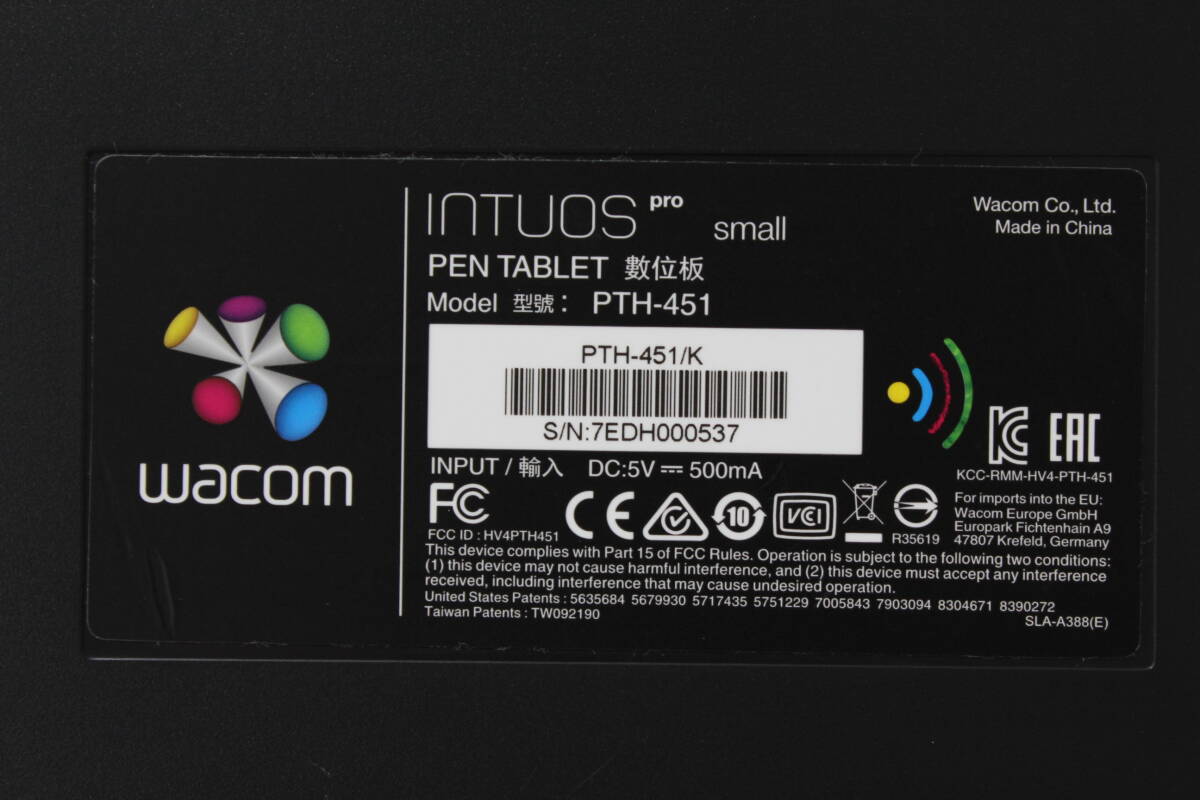 wacom
INTUOS pro small
PEN TABLET 數位板
Model 型號: PTH-451
PTH-451/K
S/N:7EDH000537
INPUT / 輸入 DC:5V ⎓ 500mA
FC
FCC ID : HV4PTH451
CE
10
VCI
R35619
Wacom Co., Ltd.
Made in China
KC EAC
KCC-RMM-HV4-PTH-451
For imports into the EU:
Wacom Europe GmbH
Europark Fichtenhain A9
47807 Krefeld, Germany
This device complies with Part 15 of FCC Rules. Operation is subject to the following two conditions:
(1) this device may not cause harmful interference, and (2) this device must accept any interference
received, including interference that may cause undesired operation.
United States Patents : 5635684 5679930 5717435 5751229 7005843 7903094 8304671 8390272
Taiwan Patents : TW092190
SLA-A388(E)